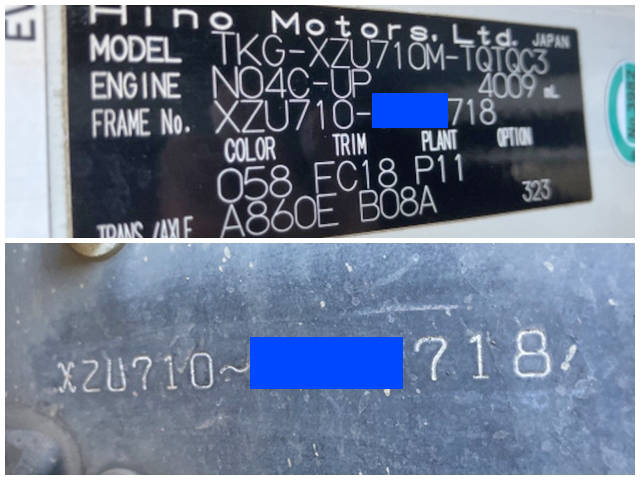 EV
Hino Motors, Ltd. JAPAN
MODEL TKG-XZU710M-TQTQC3
ENGINE N04C-UP 4009 mL
FRAME No. XZU710- 718
COLOR TRIM PLANT OPTION
058 FC18 P11
TRANS./AXLE A860E B08A 323
XZU710~ 718